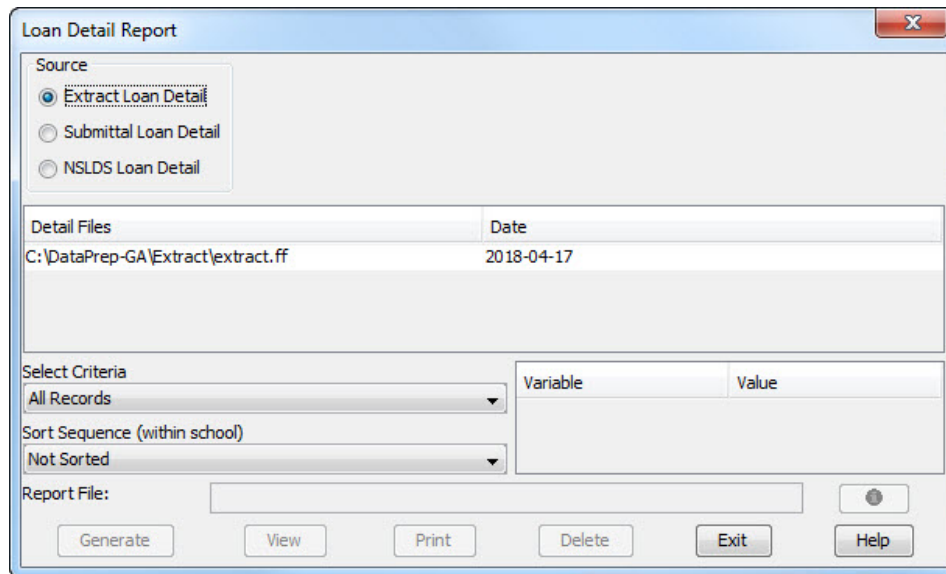 Loan Detail Report
Source
Extract Loan Detail
Submittal Loan Detail
NSLDS Loan Detail
Detail Files Date
C:\DataPrep-GA\Extract\extract.ff 2018-04-17
Select Criteria
All Records
Variable Value
Sort Sequence (within school)
Not Sorted
Report File:
Generate View Print Delete Exit Help